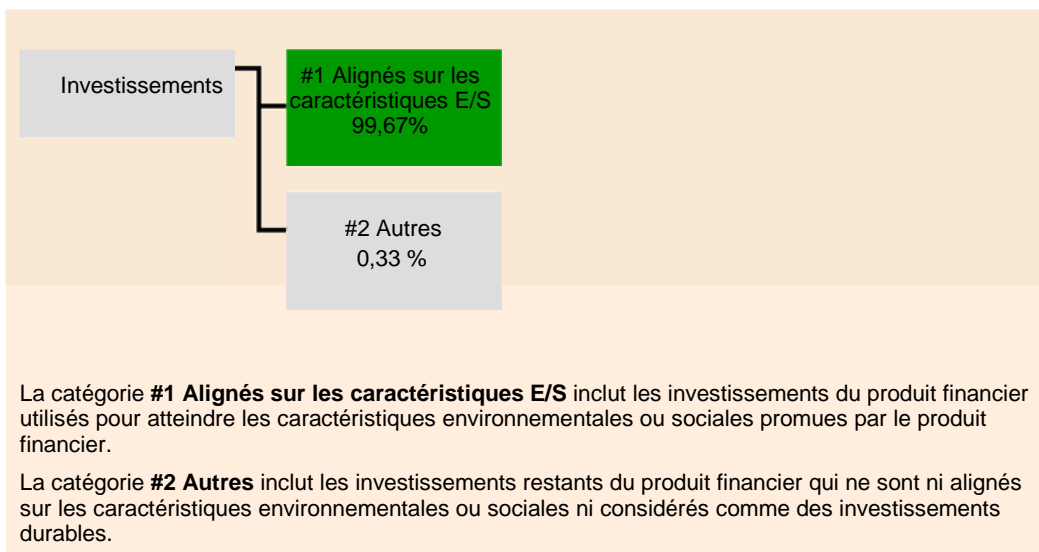 Investissements
#1 Alignés sur les
caractéristiques E/S
99,67%
#2 Autres
0,33 %
La catégorie #1 Alignés sur les caractéristiques E/S inclut les investissements du produit financier
utilisés pour atteindre les caractéristiques environnementales ou sociales promues par le produit
financier.
La catégorie #2 Autres inclut les investissements restants du produit financier qui ne sont ni alignés
sur les caractéristiques environnementales ou sociales ni considérés comme des investissements
durables.